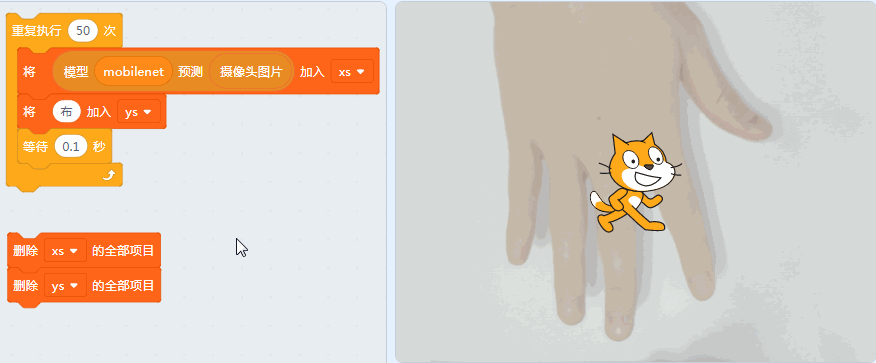 重复执行 50 次
将 模型 mobilenet 预测 摄像头图片 加入 xs
将 布 加入 ys
等待 0.1 秒
删除 xs 的全部项目
删除 ys 的全部项目